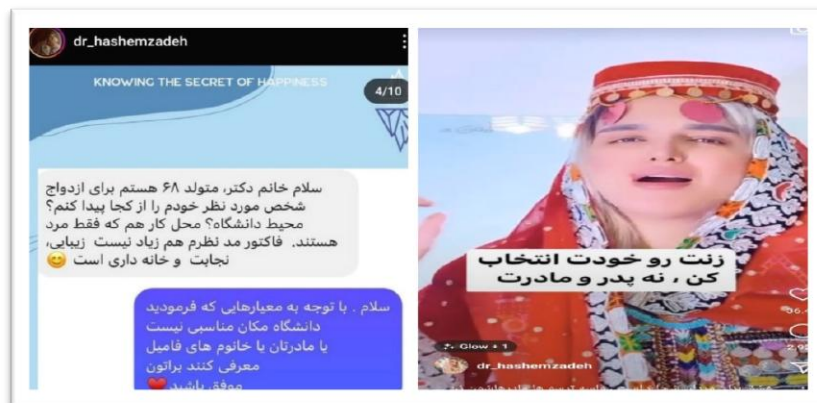 dr_hashemzadeh
KNOWING THE SECRET OF HAPPINESS
4/10
سلام خانم دکتر، متولد ۶۸ هستم برای ازدواج
شخص مورد نظر خودم را از کجا پیدا کنم؟
محیط دانشگاه؟ محل کار هم که فقط مرد
هستند. فاکتور مد نظرم هم زیاد نیست زیبایی،
نجابت و خانه داری است 😊
سلام . با توجه به معیارهایی که فرمودید
دانشگاه مکان مناسبی نیست
یا مادرتان یا خانوم های فامیل
معرفی کنند براتون
موفق باشید ❤️
زنت رو خودت انتخاب
کن ، نه پدر و مادرت
Glow + 1
dr_hashemzadeh